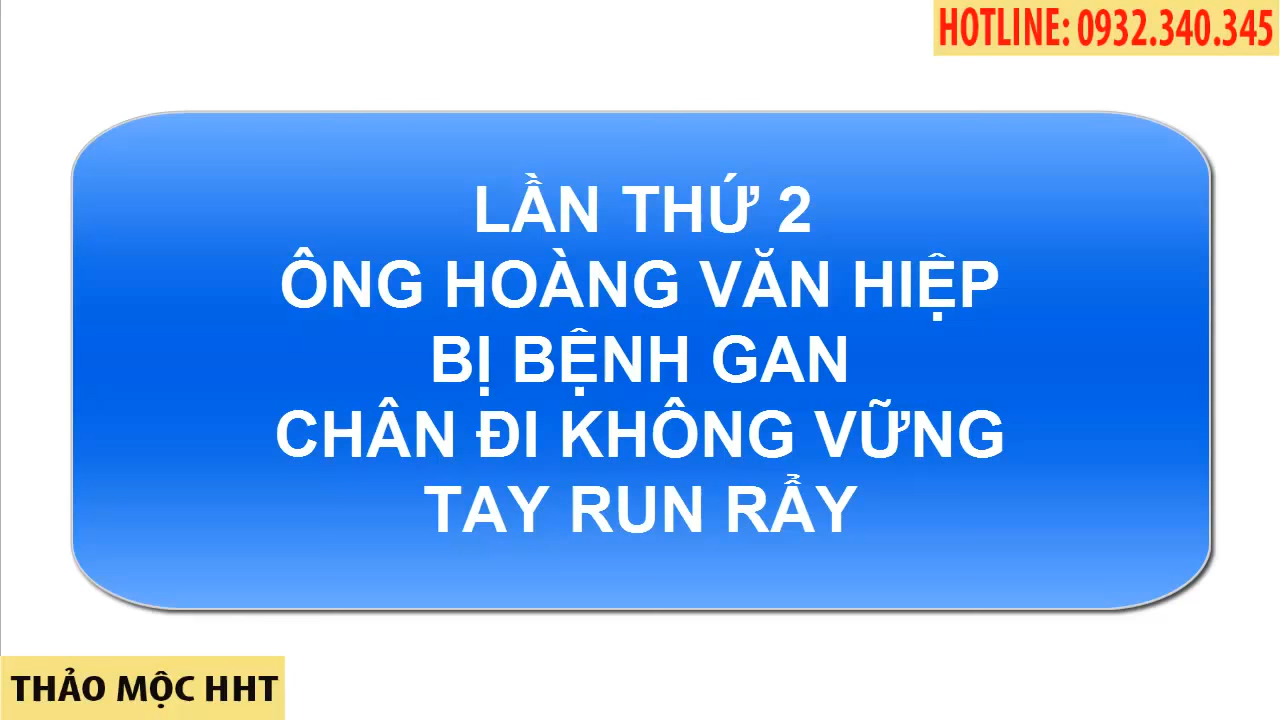 HOTLINE: 0932.340.345
LẦN THỨ 2
ÔNG HOÀNG VĂN HIỆP
BỊ BỆNH GAN
CHÂN ĐI KHÔNG VỮNG
TAY RUN RẨY
THẢO MỘC HHT